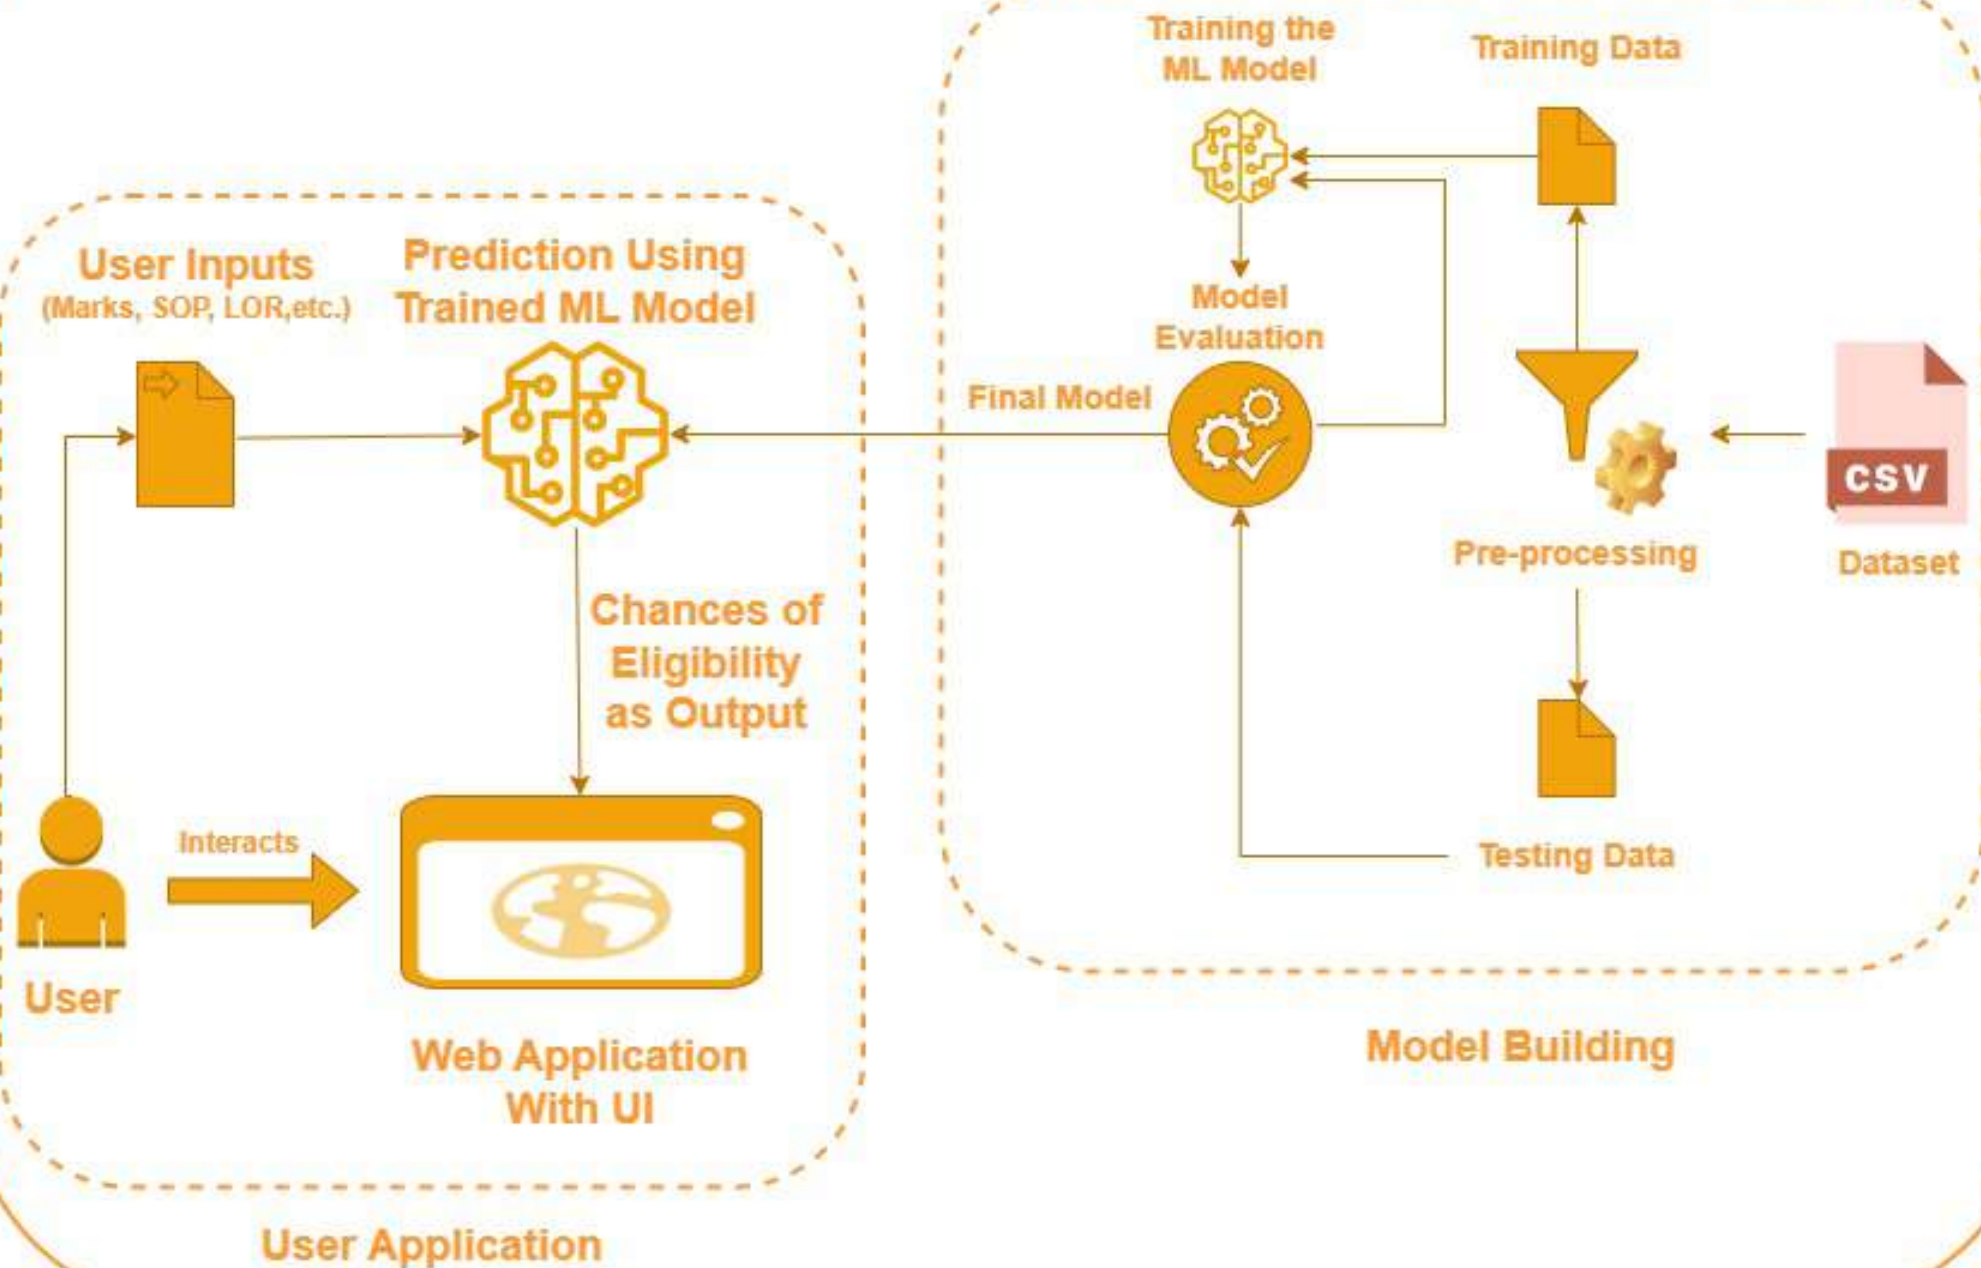 Training the
ML Model
Training Data
User Inputs
(Marks, SOP, LOR,etc.)
Prediction Using
Trained ML Model
Model
Evaluation
Final Model
CSV
Pre-processing
Dataset
Chances of
Eligibility
as Output
Interacts
Testing Data
User
Web Application
With UI
Model Building
User Application